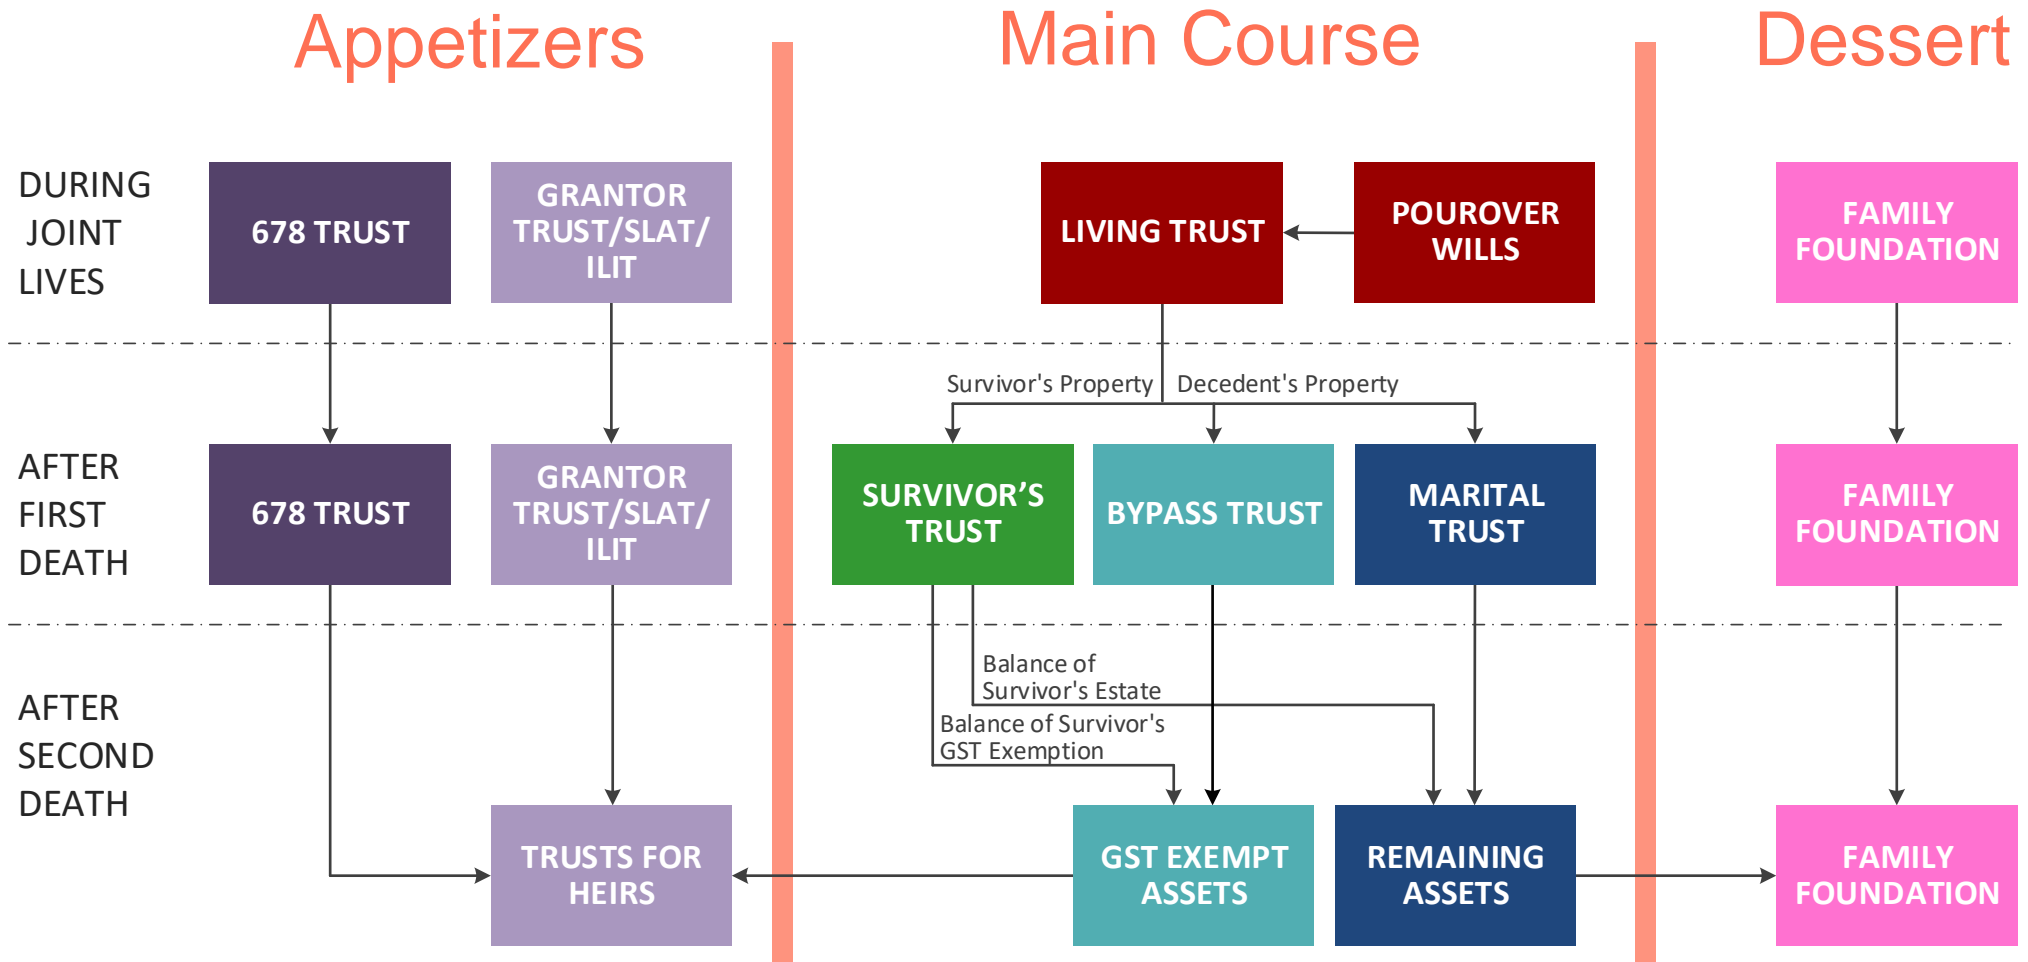 Appetizers
Main Course
Dessert
DURING
JOINT
LIVES
678 TRUST
GRANTOR
TRUST/SLAT/
ILIT
LIVING TRUST
POUROVER
WILLS
FAMILY
FOUNDATION
Survivor's Property
Decedent's Property
AFTER
FIRST
DEATH
678 TRUST
GRANTOR
TRUST/SLAT/
ILIT
SURVIVOR’S
TRUST
BYPASS TRUST
MARITAL
TRUST
FAMILY
FOUNDATION
AFTER
SECOND
DEATH
Balance of
Survivor's Estate
Balance of Survivor's
GST Exemption
TRUSTS FOR
HEIRS
GST EXEMPT
ASSETS
REMAINING
ASSETS
FAMILY
FOUNDATION